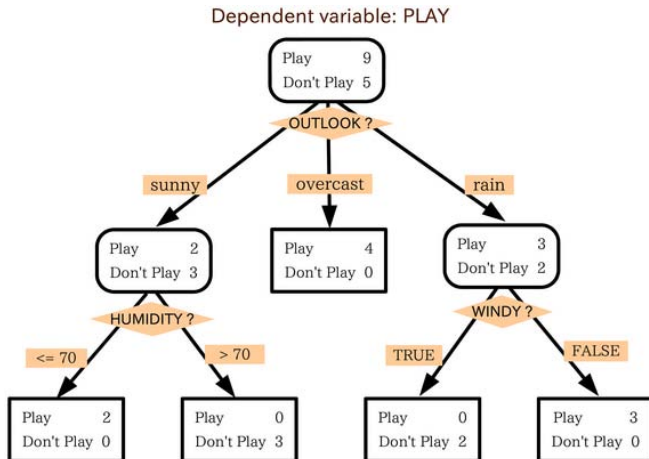 Dependent variable: PLAY
Play 9
Don't Play 5
OUTLOOK ?
sunny
overcast
rain
Play 2
Don't Play 3
Play 4
Don't Play 0
Play 3
Don't Play 2
HUMIDITY ?
WINDY ?
<= 70
> 70
TRUE
FALSE
Play 2
Don't Play 0
Play 0
Don't Play 3
Play 0
Don't Play 2
Play 3
Don't Play 0